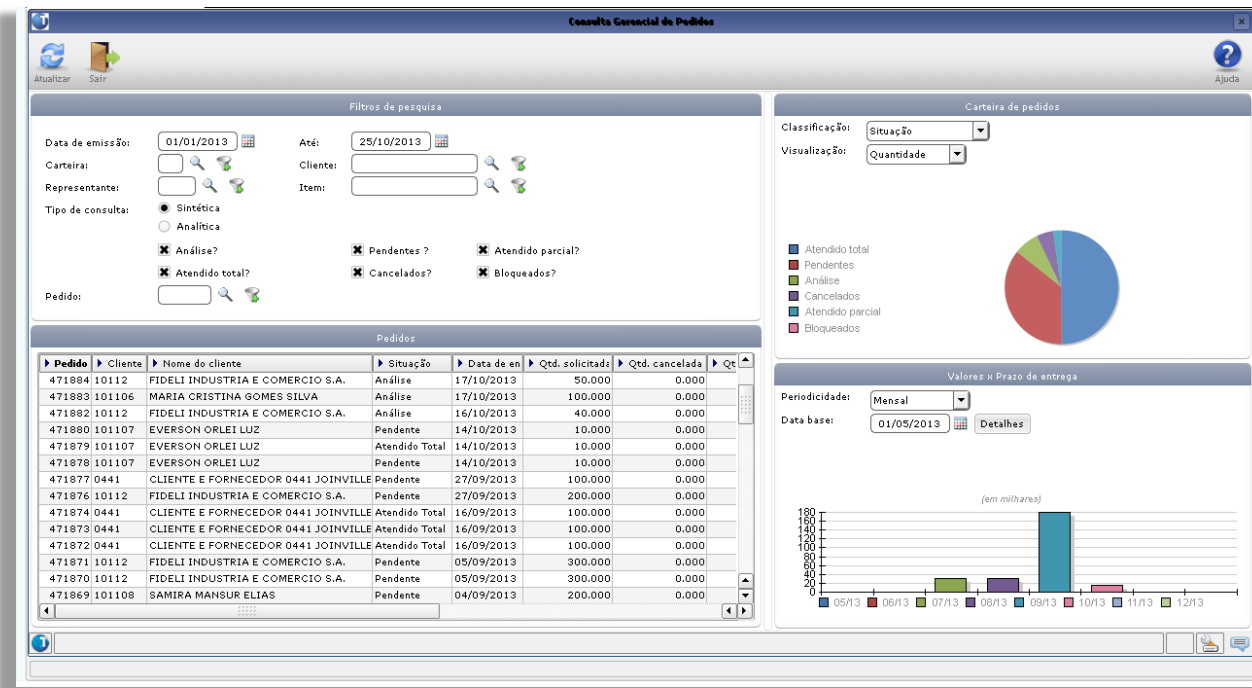 Consulta Gerencial de Pedidos
Atualizar Sair Ajuda
Filtros de pesquisa
Data de emissão: 01/01/2013 Até: 25/10/2013
Carteira: Cliente:
Representante: Item:
Tipo de consulta: Sintética
Analítica
Análise? Pendentes ? Atendido parcial?
Atendido total? Cancelados? Bloqueados?
Pedido:
Pedidos
Pedido Cliente Nome do cliente Situação Data de en Qtd. solicitada Qtd. cancelada Qt
471884 10112 FIDELI INDUSTRIA E COMERCIO S.A. Análise 17/10/2013 50.000 0.000
471883 101106 MARIA CRISTINA GOMES SILVA Análise 17/10/2013 100.000 0.000
471882 10112 FIDELI INDUSTRIA E COMERCIO S.A. Análise 16/10/2013 40.000 0.000
471880 101107 EVERSON ORLEI LUZ Pendente 14/10/2013 10.000 0.000
471879 101107 EVERSON ORLEI LUZ Atendido Total 14/10/2013 10.000 0.000
471878 101107 EVERSON ORLEI LUZ Pendente 14/10/2013 10.000 0.000
471877 0441 CLIENTE E FORNECEDOR 0441 JOINVILLE Pendente 27/09/2013 100.000 0.000
471876 10112 FIDELI INDUSTRIA E COMERCIO S.A. Pendente 27/09/2013 200.000 0.000
471874 0441 CLIENTE E FORNECEDOR 0441 JOINVILLE Atendido Total 16/09/2013 100.000 0.000
471873 0441 CLIENTE E FORNECEDOR 0441 JOINVILLE Atendido Total 16/09/2013 100.000 0.000
471872 0441 CLIENTE E FORNECEDOR 0441 JOINVILLE Atendido Total 16/09/2013 100.000 0.000
471871 10112 FIDELI INDUSTRIA E COMERCIO S.A. Pendente 05/09/2013 300.000 0.000
471870 10112 FIDELI INDUSTRIA E COMERCIO S.A. Pendente 05/09/2013 300.000 0.000
471869 101108 SAMIRA MANSUR ELIAS Pendente 04/09/2013 200.000 0.000
Carteira de pedidos
Classificação: Situação
Visualização: Quantidade
Atendido total
Pendentes
Análise
Cancelados
Atendido parcial
Bloqueados
Valores x Prazo de entrega
Periodicidade: Mensal
Data base: 01/05/2013 Detalhes
(em milhares)
180
160
140
120
100
80
60
40
20
0
05/13 06/13 07/13 08/13 09/13 10/13 11/13 12/13